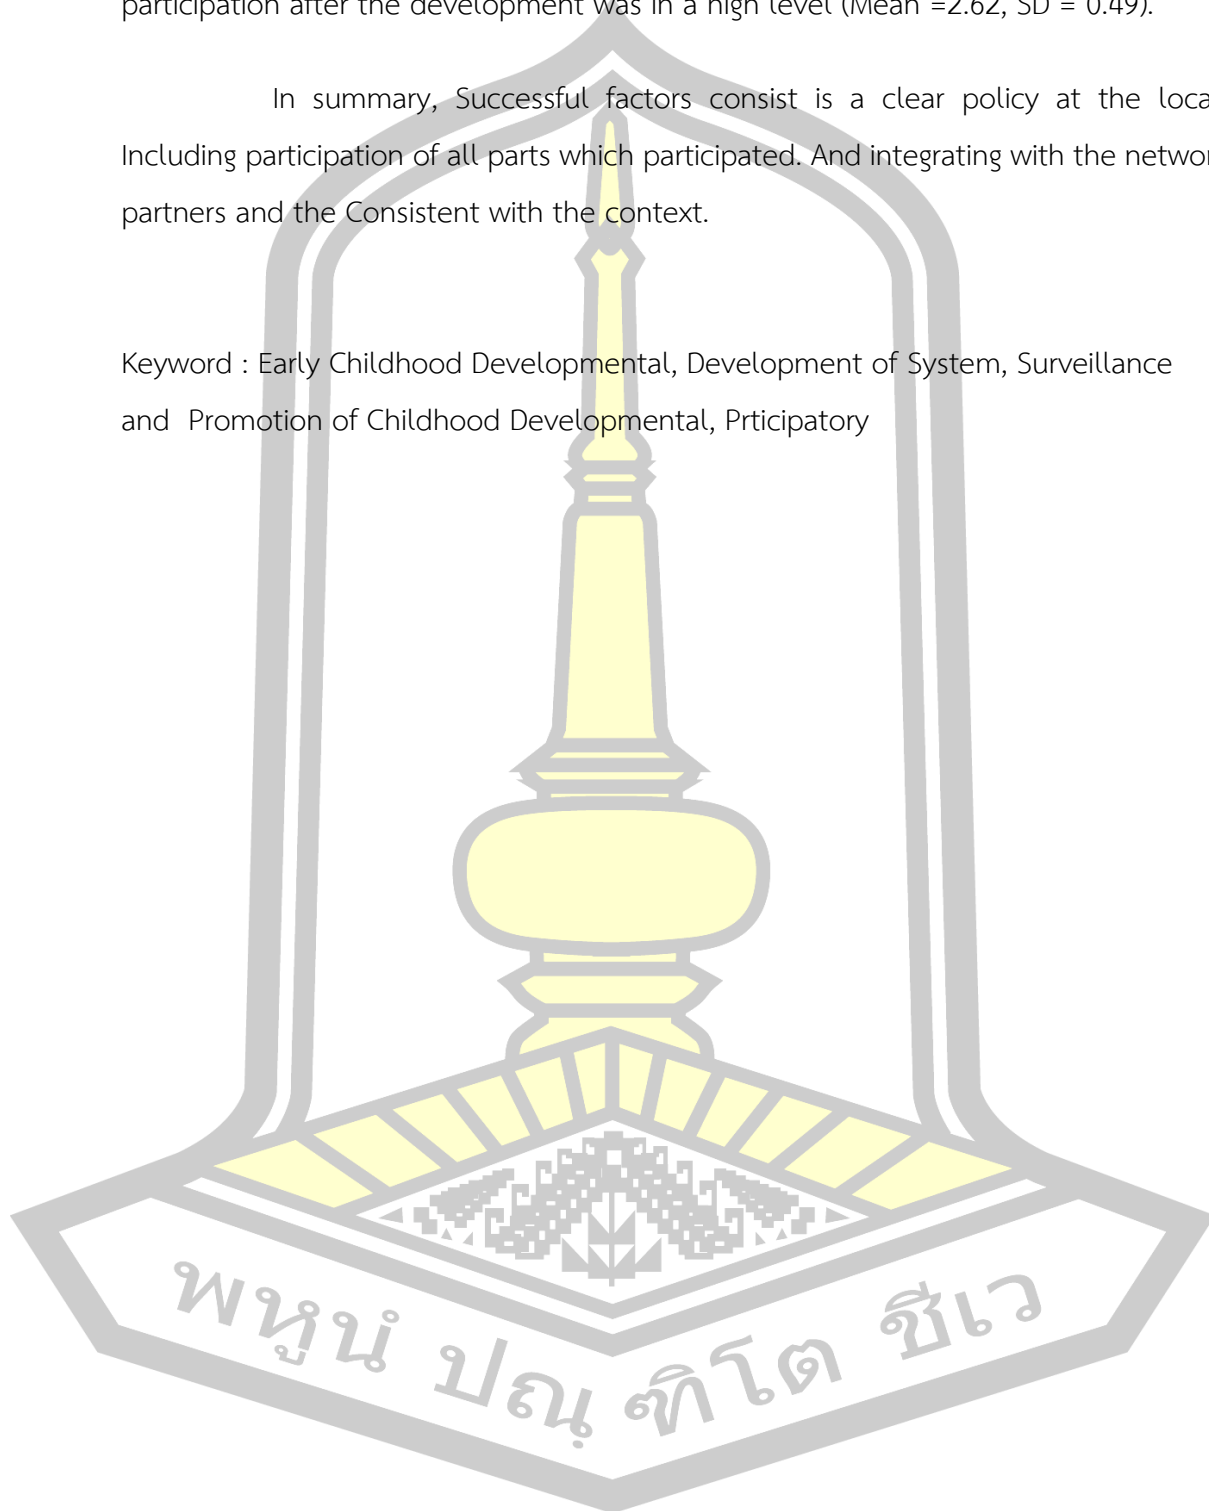 participation after the development was in a high level (Mean =2.62, SD = 0.49).
In summary, Successful factors consist is a clear policy at the loca
Including participation of all parts which participated. And integrating with the networ
partners and the Consistent with the context.
Keyword : Early Childhood Developmental, Development of System, Surveillance
and Promotion of Childhood Developmental, Prticipatory
พหูนํ ปณฺฑิโต ชีเว